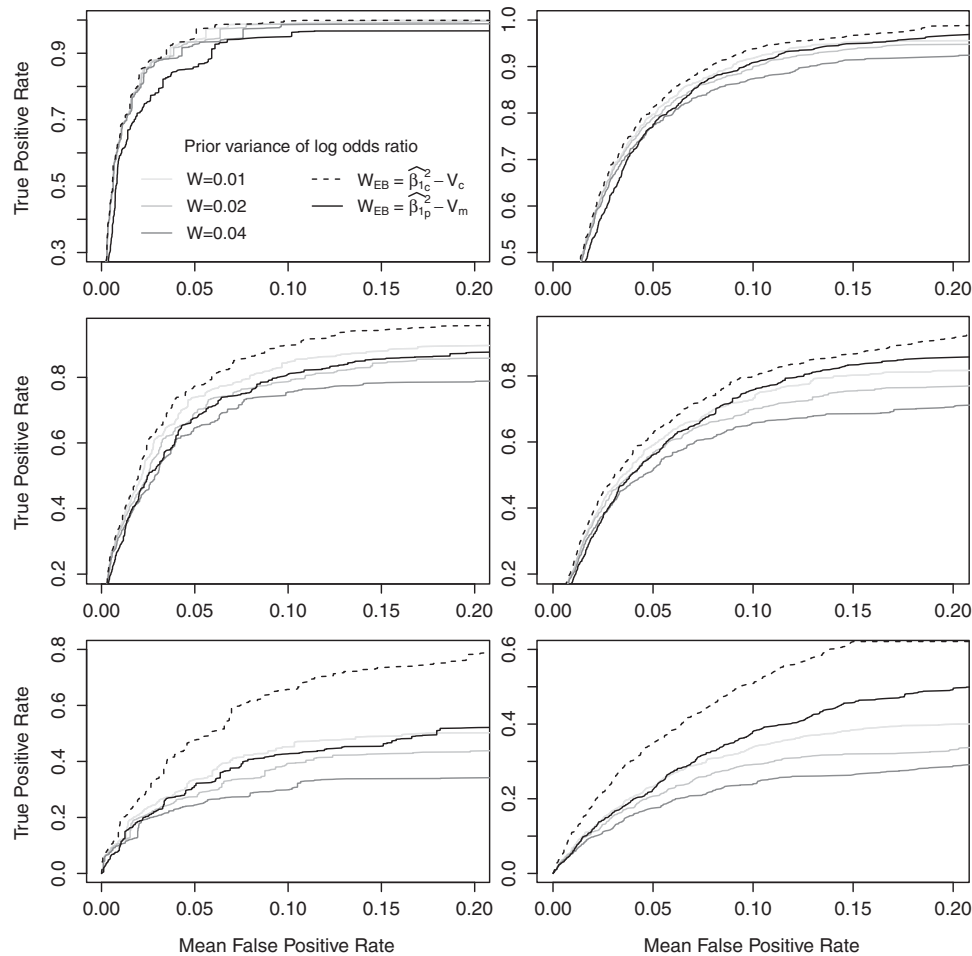 True Positive Rate
0.3 0.5 0.7 0.9
Prior variance of log odds ratio
W=0.01
W=0.02
W=0.04
W_EB = \widehat{β_{1c}^2} − V_c
W_EB = \widehat{β_{1p}^2} − V_m
0.00 0.05 0.10 0.15 0.20
0.5 0.6 0.7 0.8 0.9 1.0
0.00 0.05 0.10 0.15 0.20
True Positive Rate
0.2 0.4 0.6 0.8
0.00 0.05 0.10 0.15 0.20
0.2 0.4 0.6 0.8
0.00 0.05 0.10 0.15 0.20
True Positive Rate
0.0 0.2 0.4 0.6 0.8
0.00 0.05 0.10 0.15 0.20
Mean False Positive Rate
0.0 0.2 0.4 0.6
0.00 0.05 0.10 0.15 0.20
Mean False Positive Rate